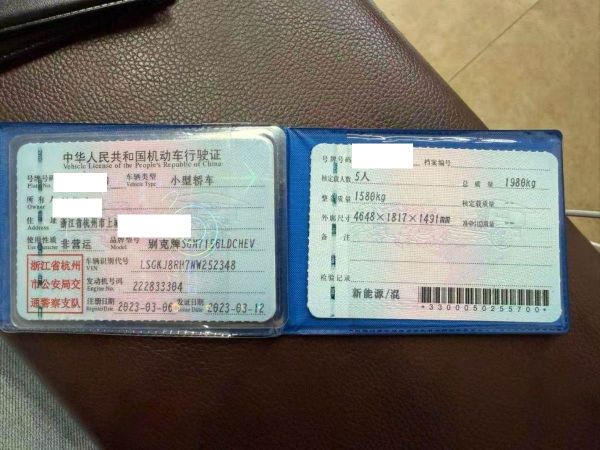 中华人民共和国机动车行驶证
Vehicle License of the People's Republic of China
号牌号码 车辆类型 小型轿车
Plate No. Vehicle Type
所有人
Owner
住址 浙江省杭州市上城
使用性质 非营运 品牌型号 别克牌SGM7156LDCHEV
Use Character Model
浙江省杭州
市公安局交
通警察支队
车辆识别代号 LSGKJ8RH7NW252348
VIN
发动机号码 222833304
Engine No.
注册日期 2023-03-06 发证日期 2023-03-12
Register Date Issue Date
号牌号码 档案编号
核定载人数 5人 总质量 1980kg
整备质量 1580kg 核定载质量 --
外廓尺寸 4648×1817×1491mm 准牵引总质量 --
备注
检验记录
新能源/混
*3300050255700*